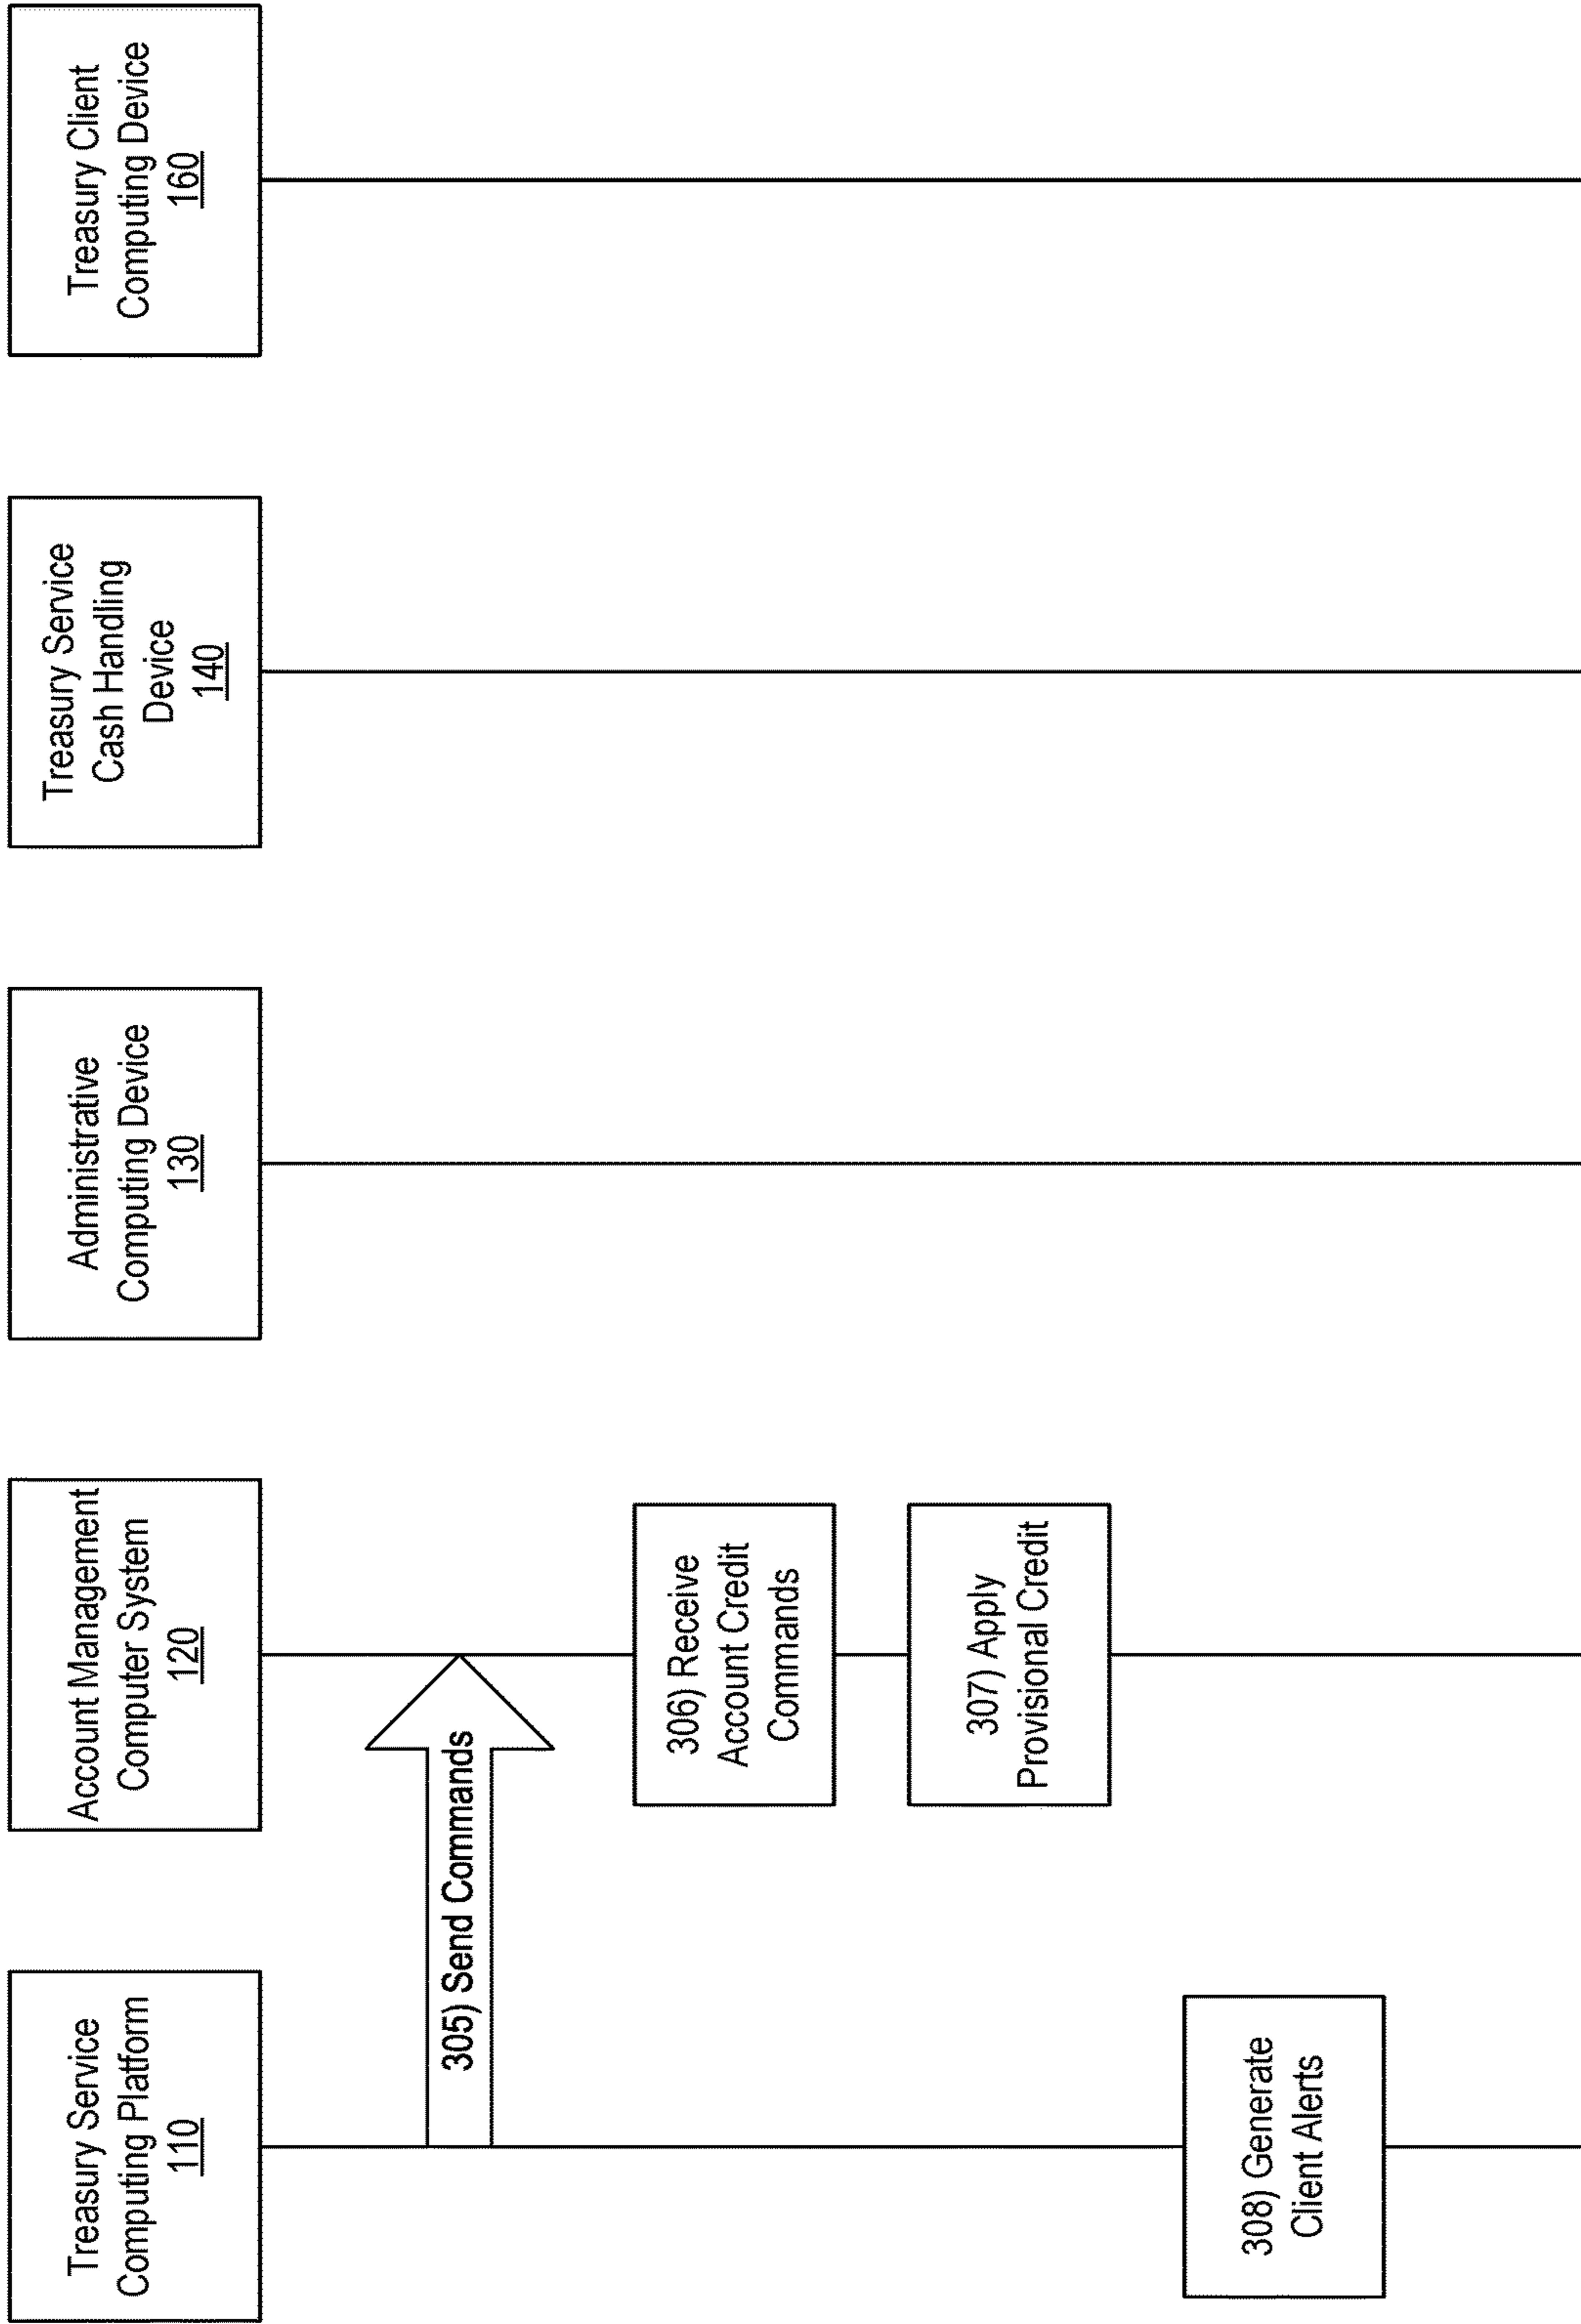 Treasury Service
Computing Platform
110
Account Management
Computer System
120
Administrative
Computing Device
130
Treasury Service
Cash Handling
Device
140
Treasury Client
Computing Device
160
305) Send Commands
306) Receive
Account Credit
Commands
307) Apply
Provisional Credit
308) Generate
Client Alerts